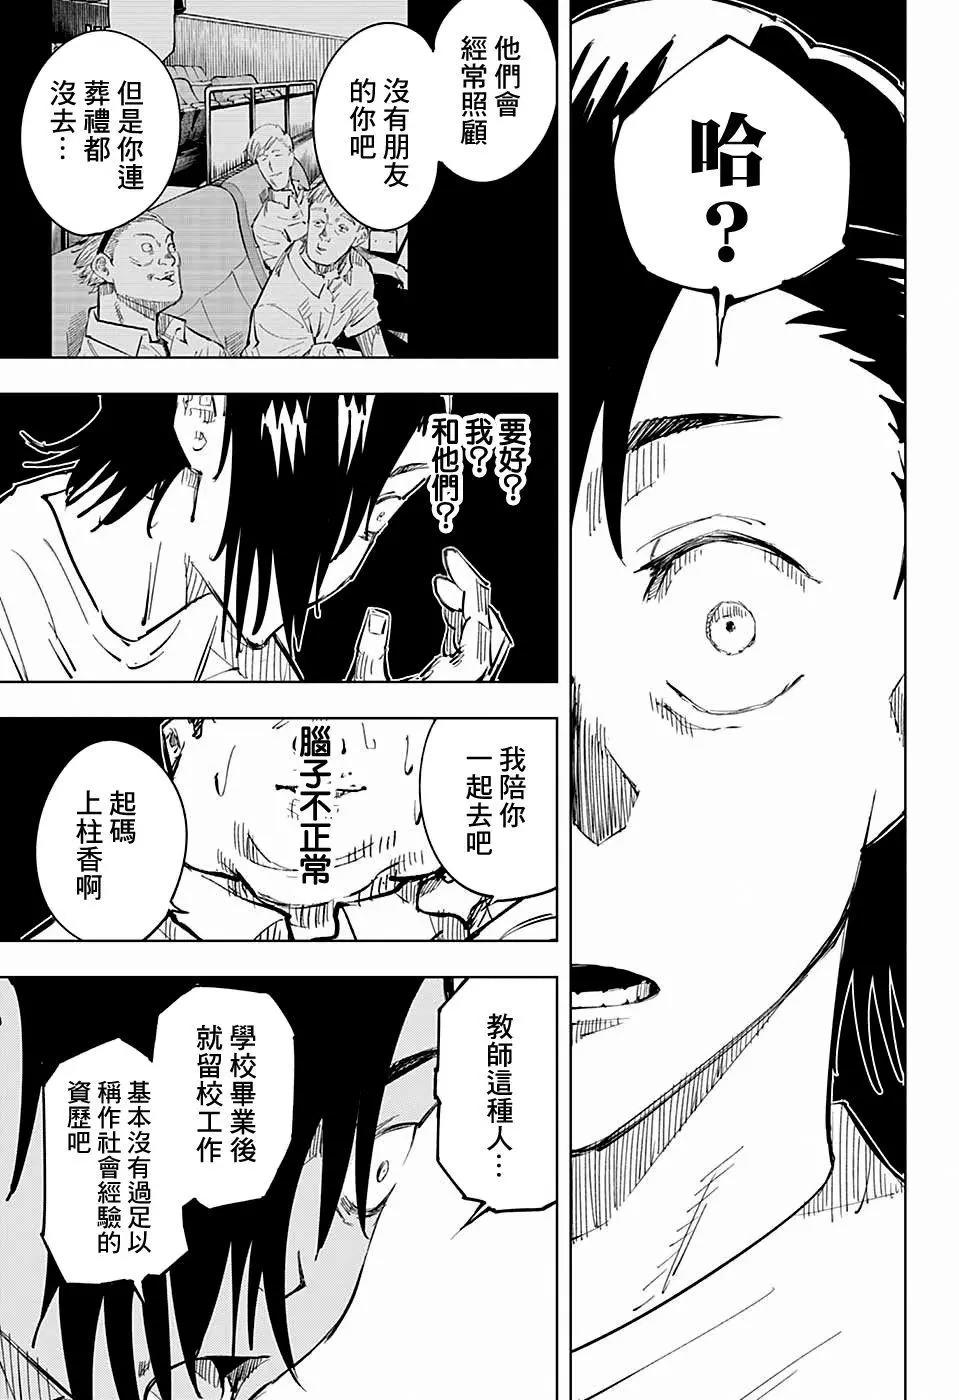 哈?
他們會
經常照顧
沒有朋友
的你吧
但是你連
葬禮都
沒去…
要好?
我?
和他們?
我陪你
一起去吧
腦子不正常
起碼
上柱香啊
教師這種人…
學校畢業後
就留校工作
基本沒有過足以
稱作社會經驗的
資歷吧